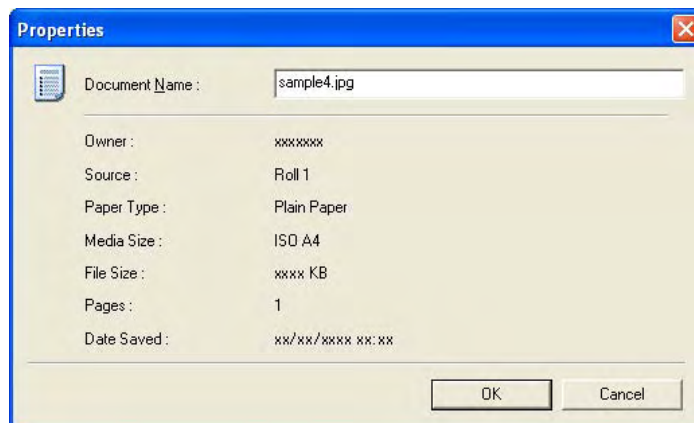 Properties
Document Name : sample4.jpg
Owner : xxxxxxx
Source : Roll 1
Paper Type : Plain Paper
Media Size : ISO A4
File Size : xxxx KB
Pages : 1
Date Saved : xx/xx/xxxx xx:xx
OK Cancel